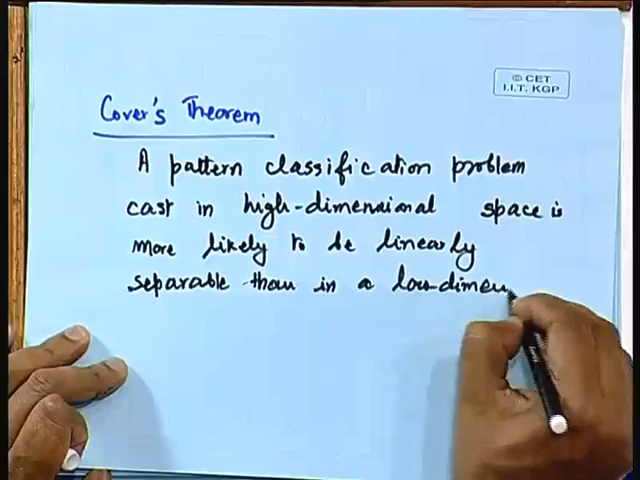 © CET
I.I.T. KGP
Cover's Theorem
A pattern classification problem
cast in high-dimensional space is
more likely to be linearly
separable than in a low-dimen